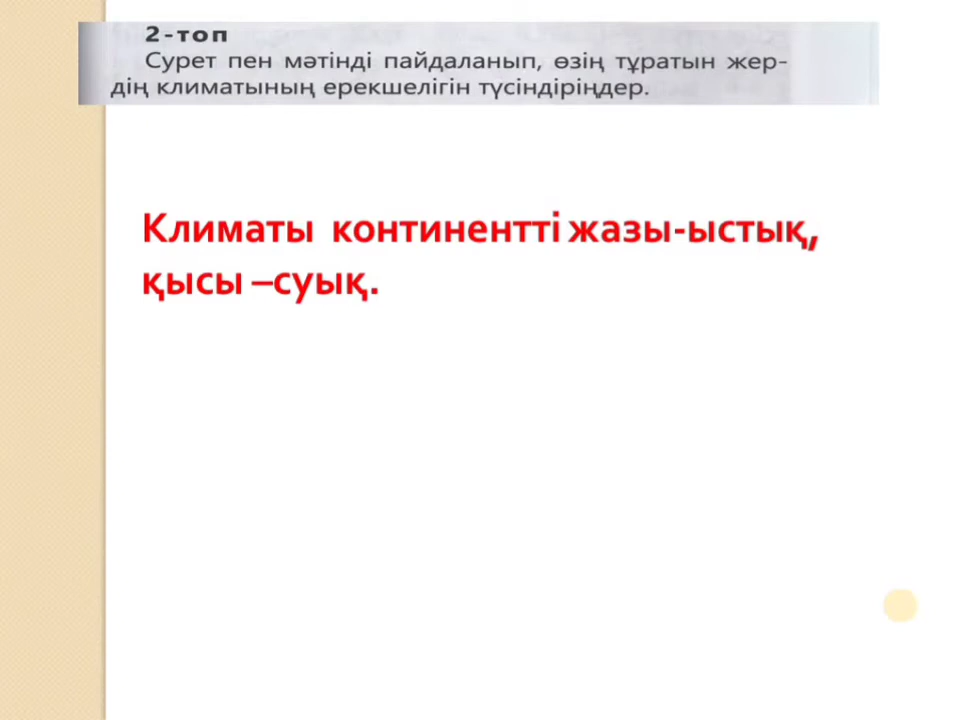 2-топ
Сурет пен мәтінді пайдаланып, өзің тұратын жер-
дің климатының ерекшелігін түсіндіріңдер.
Климаты континентті жазы-ыстық,
қысы –суық.